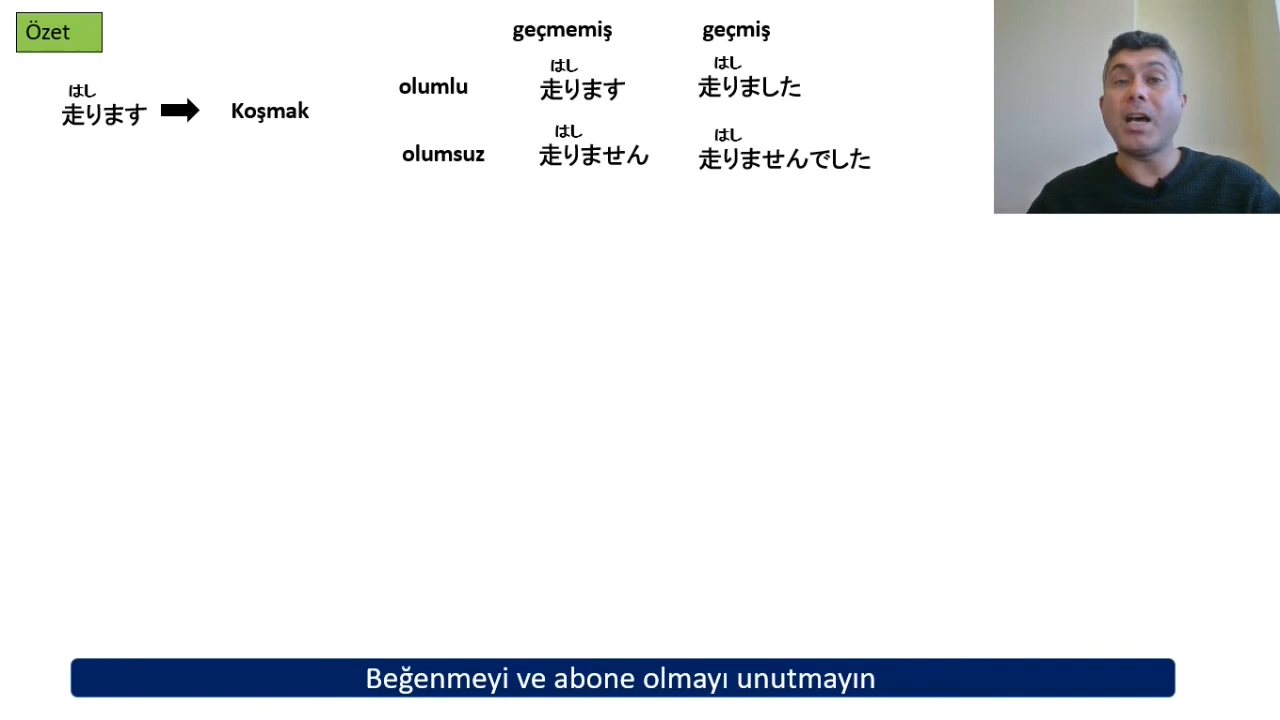 Özet
geçmemiş geçmiş
はし はし はし
走ります ➡ Koşmak olumlu 走ります 走りました
はし はし
olumsuz 走りません 走りませんでした
Beğenmeyi ve abone olmayı unutmayın